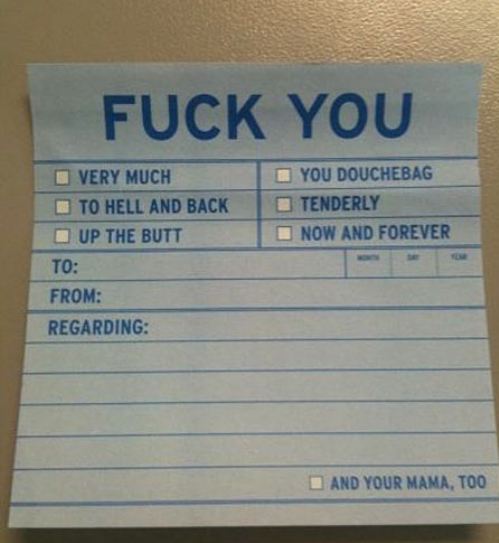 FUCK YOU
VERY MUCH
TO HELL AND BACK
UP THE BUTT
YOU DOUCHEBAG
TENDERLY
NOW AND FOREVER
TO:
MONTH DAY YEAR
FROM:
REGARDING:
AND YOUR MAMA, TOO